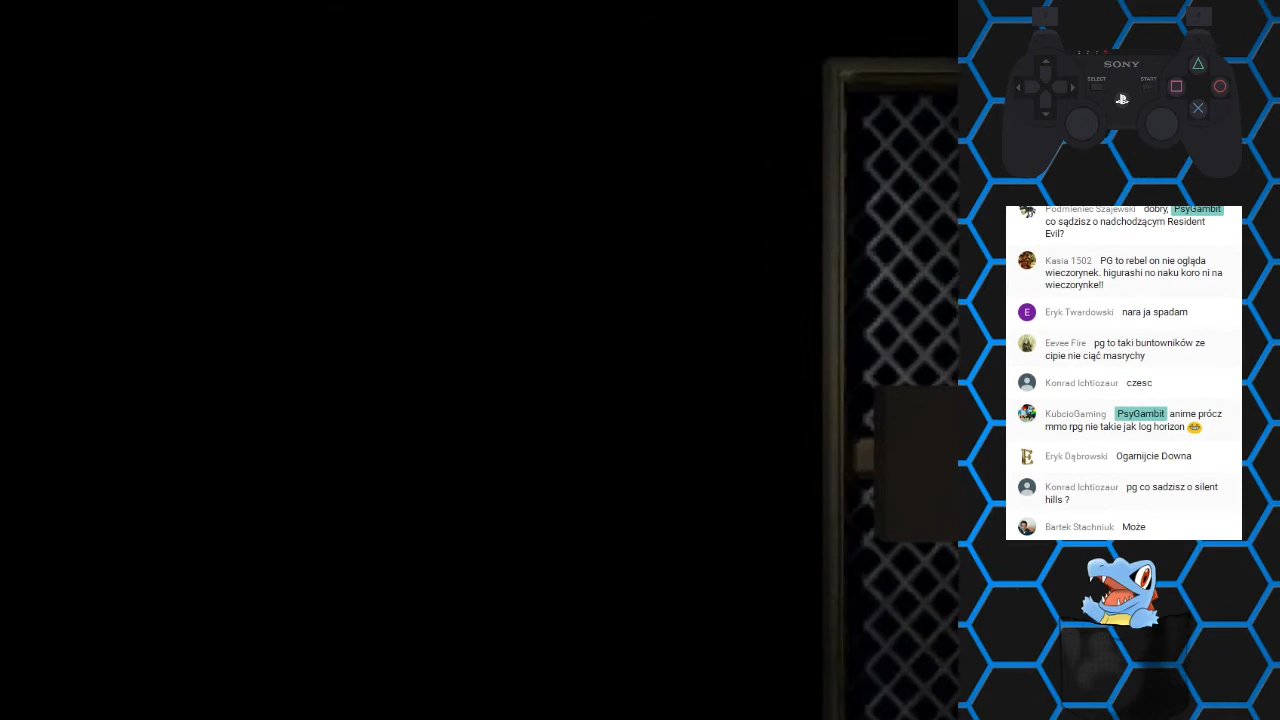 SONY
SELECT
START
Podmieniec Szajewski dobry, PsyGambit
co sądzisz o nadchodzącym Resident
Evil?
Kasia 1502 PG to rebel on nie ogląda
wieczorynek. higurashi no naku koro ni na
wieczorynke!!
E
Eryk Twardowski nara ja spadam
Eevee Fire pg to taki buntowników ze
cipie nie ciąć masrychy
Konrad Ichtiozaur czesc
KubcioGaming PsyGambit anime prócz
mmo rpg nie takie jak log horizon
E
Eryk Dąbrowski Ogarnijcie Downa
Konrad Ichtiozaur pg co sadzisz o silent
hills ?
Bartek Stachniuk Może